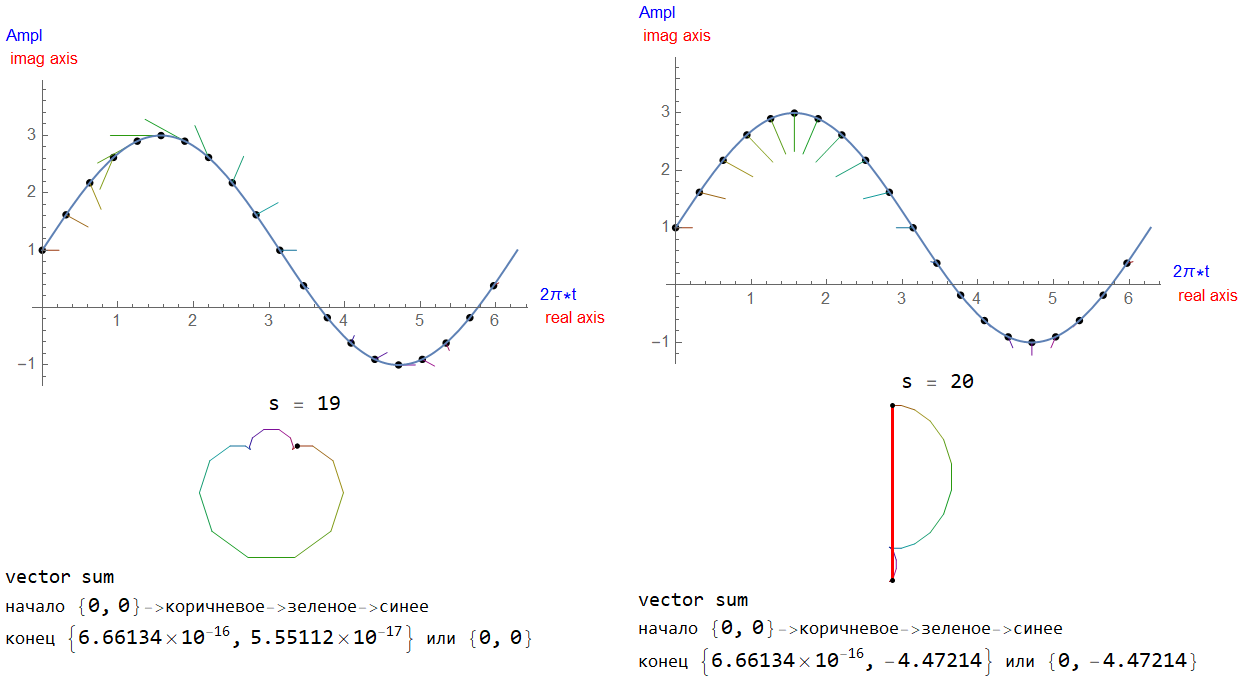 Ampl
imag axis
3
2
1
-1
1 2 3 4 5 6
2π*t
real axis
s = 19
vector sum
начало {0, 0}->коричневое->зеленое->синее
конец {6.66134×10^-16, 5.55112×10^-17} или {0, 0}
Ampl
imag axis
3
2
1
-1
1 2 3 4 5 6
2π*t
real axis
s = 20
vector sum
начало {0, 0}->коричневое->зеленое->синее
конец {6.66134×10^-16, -4.47214} или {0, -4.47214}